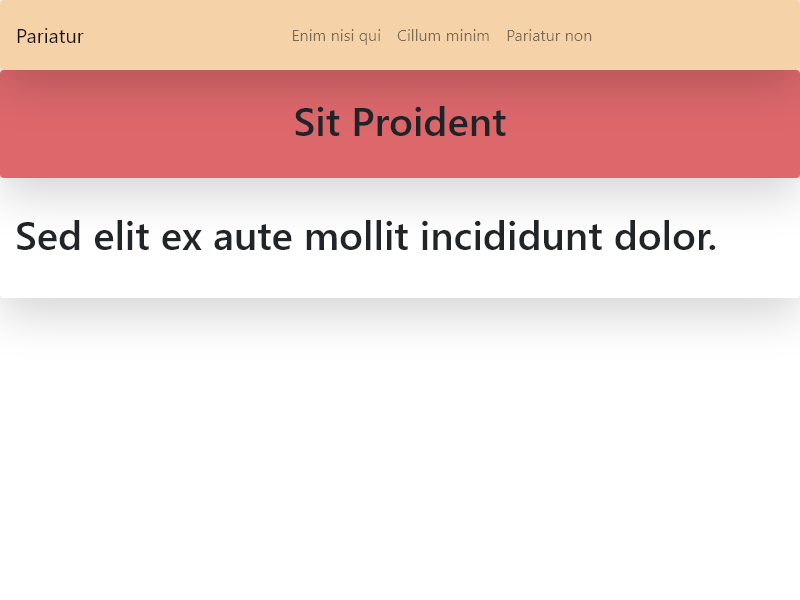 Pariatur
Enim nisi qui
Cillum minim
Pariatur non
Sit Proident
Sed elit ex aute mollit incididunt dolor.